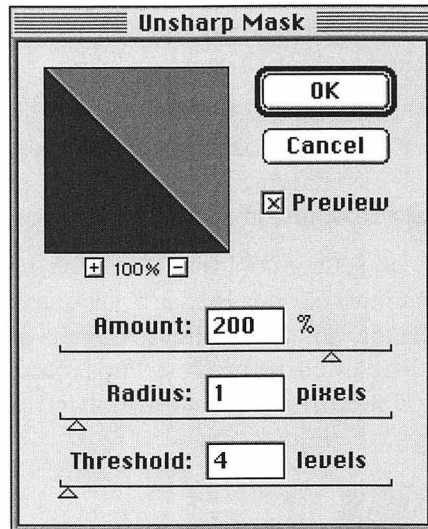 Unsharp Mask
OK
Cancel
Preview
+ 100% -
Amount: 200 %
Radius: 1 pixels
Threshold: 4 levels